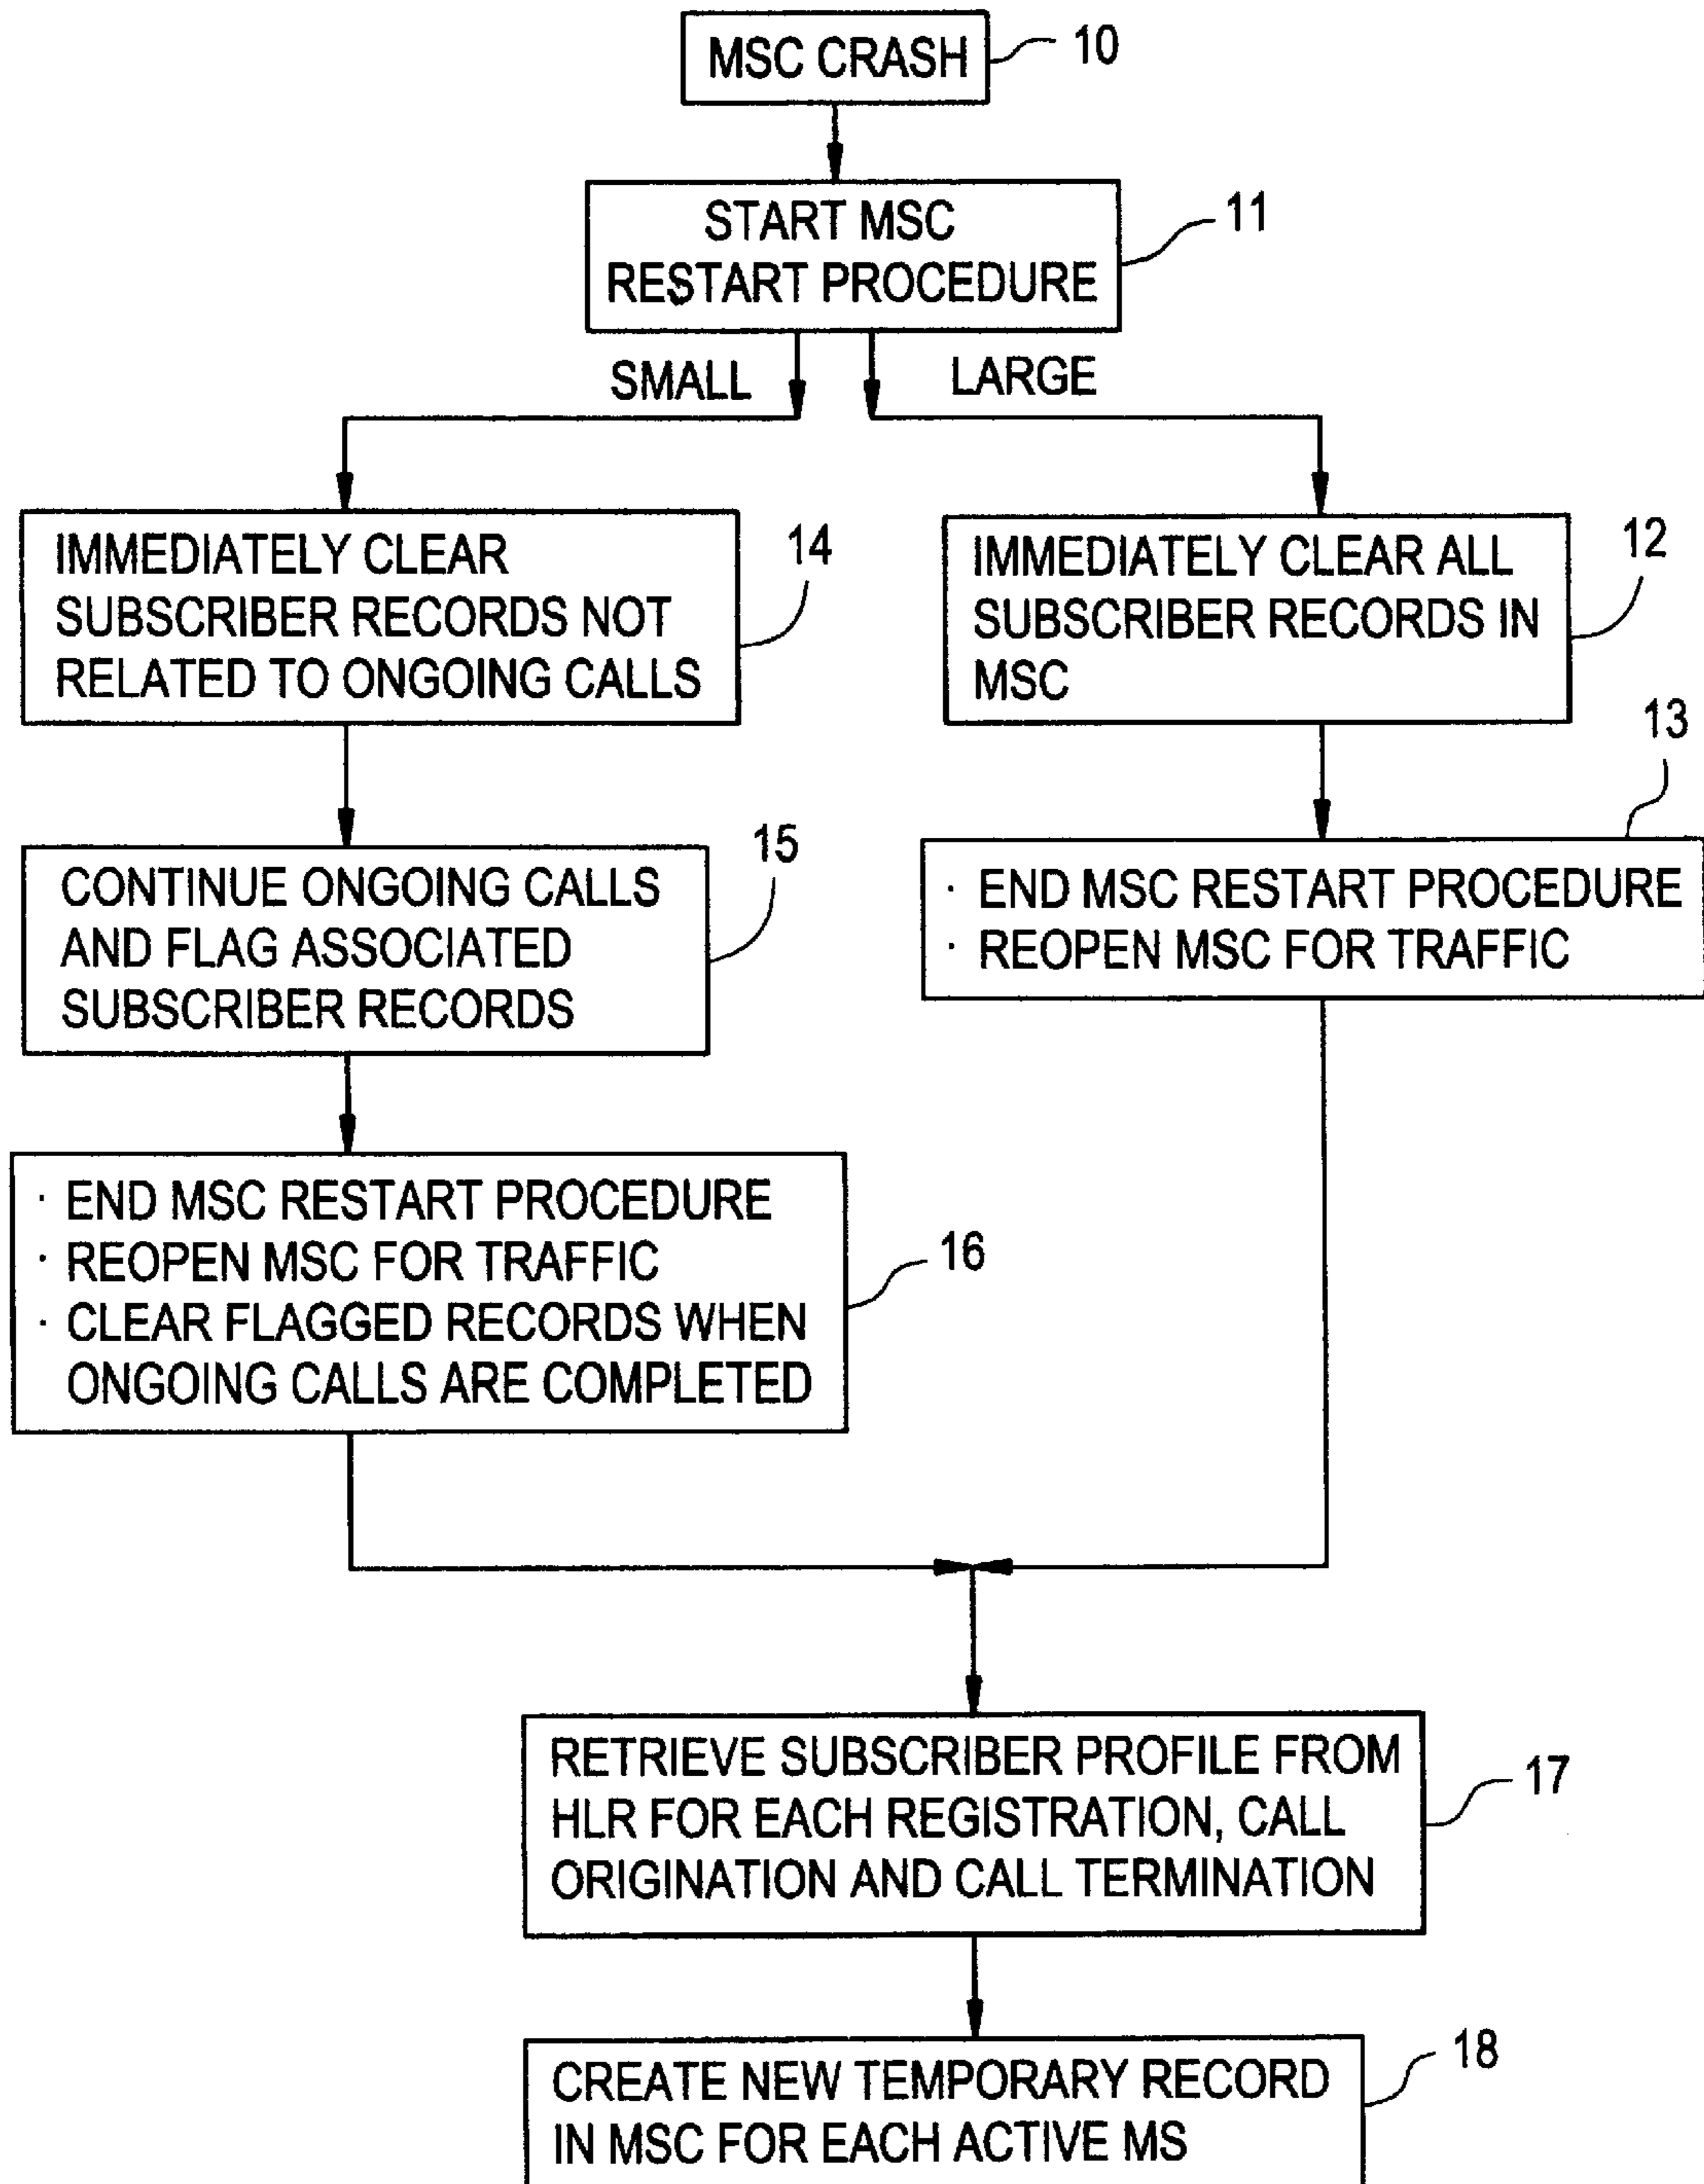 MSC CRASH
10
START MSC
RESTART PROCEDURE
11
SMALL
LARGE
IMMEDIATELY CLEAR
SUBSCRIBER RECORDS NOT
RELATED TO ONGOING CALLS
14
IMMEDIATELY CLEAR ALL
SUBSCRIBER RECORDS IN
MSC
12
CONTINUE ONGOING CALLS
AND FLAG ASSOCIATED
SUBSCRIBER RECORDS
15
· END MSC RESTART PROCEDURE
· REOPEN MSC FOR TRAFFIC
13
· END MSC RESTART PROCEDURE
· REOPEN MSC FOR TRAFFIC
· CLEAR FLAGGED RECORDS WHEN
ONGOING CALLS ARE COMPLETED
16
RETRIEVE SUBSCRIBER PROFILE FROM
HLR FOR EACH REGISTRATION, CALL
ORIGINATION AND CALL TERMINATION
17
CREATE NEW TEMPORARY RECORD
IN MSC FOR EACH ACTIVE MS
18